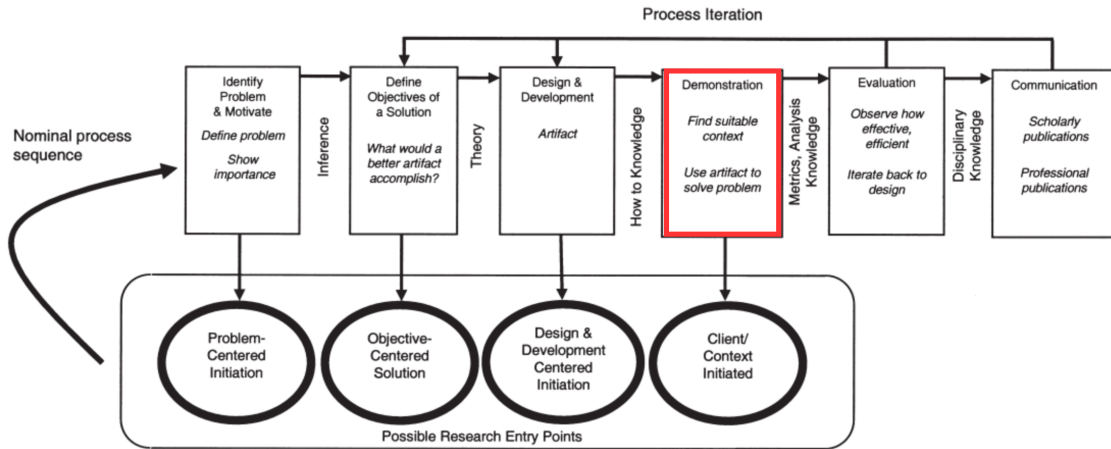 Process Iteration
Nominal process
sequence
Identify
Problem
& Motivate
Define problem
Show
importance
Inference
Define
Objectives of
a Solution
What would a
better artifact
accomplish?
Theory
Design &
Development
Artifact
How to Knowledge
Demonstration
Find suitable
context
Use artifact to
solve problem
Metrics, Analysis
Knowledge
Evaluation
Observe how
effective,
efficient
Iterate back to
design
Disciplinary
Knowledge
Communication
Scholarly
publications
Professional
publications
Problem-
Centered
Initiation
Objective-
Centered
Solution
Design &
Development
Centered
Initiation
Client/
Context
Initiated
Possible Research Entry Points